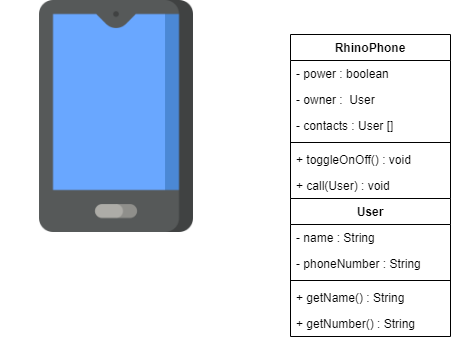 RhinoPhone
- power : boolean
- owner :  User
- contacts : User []
+ toggleOnOff() : void
+ call(User) : void
User
- name : String
- phoneNumber : String
+ getName() : String
+ getNumber() : String